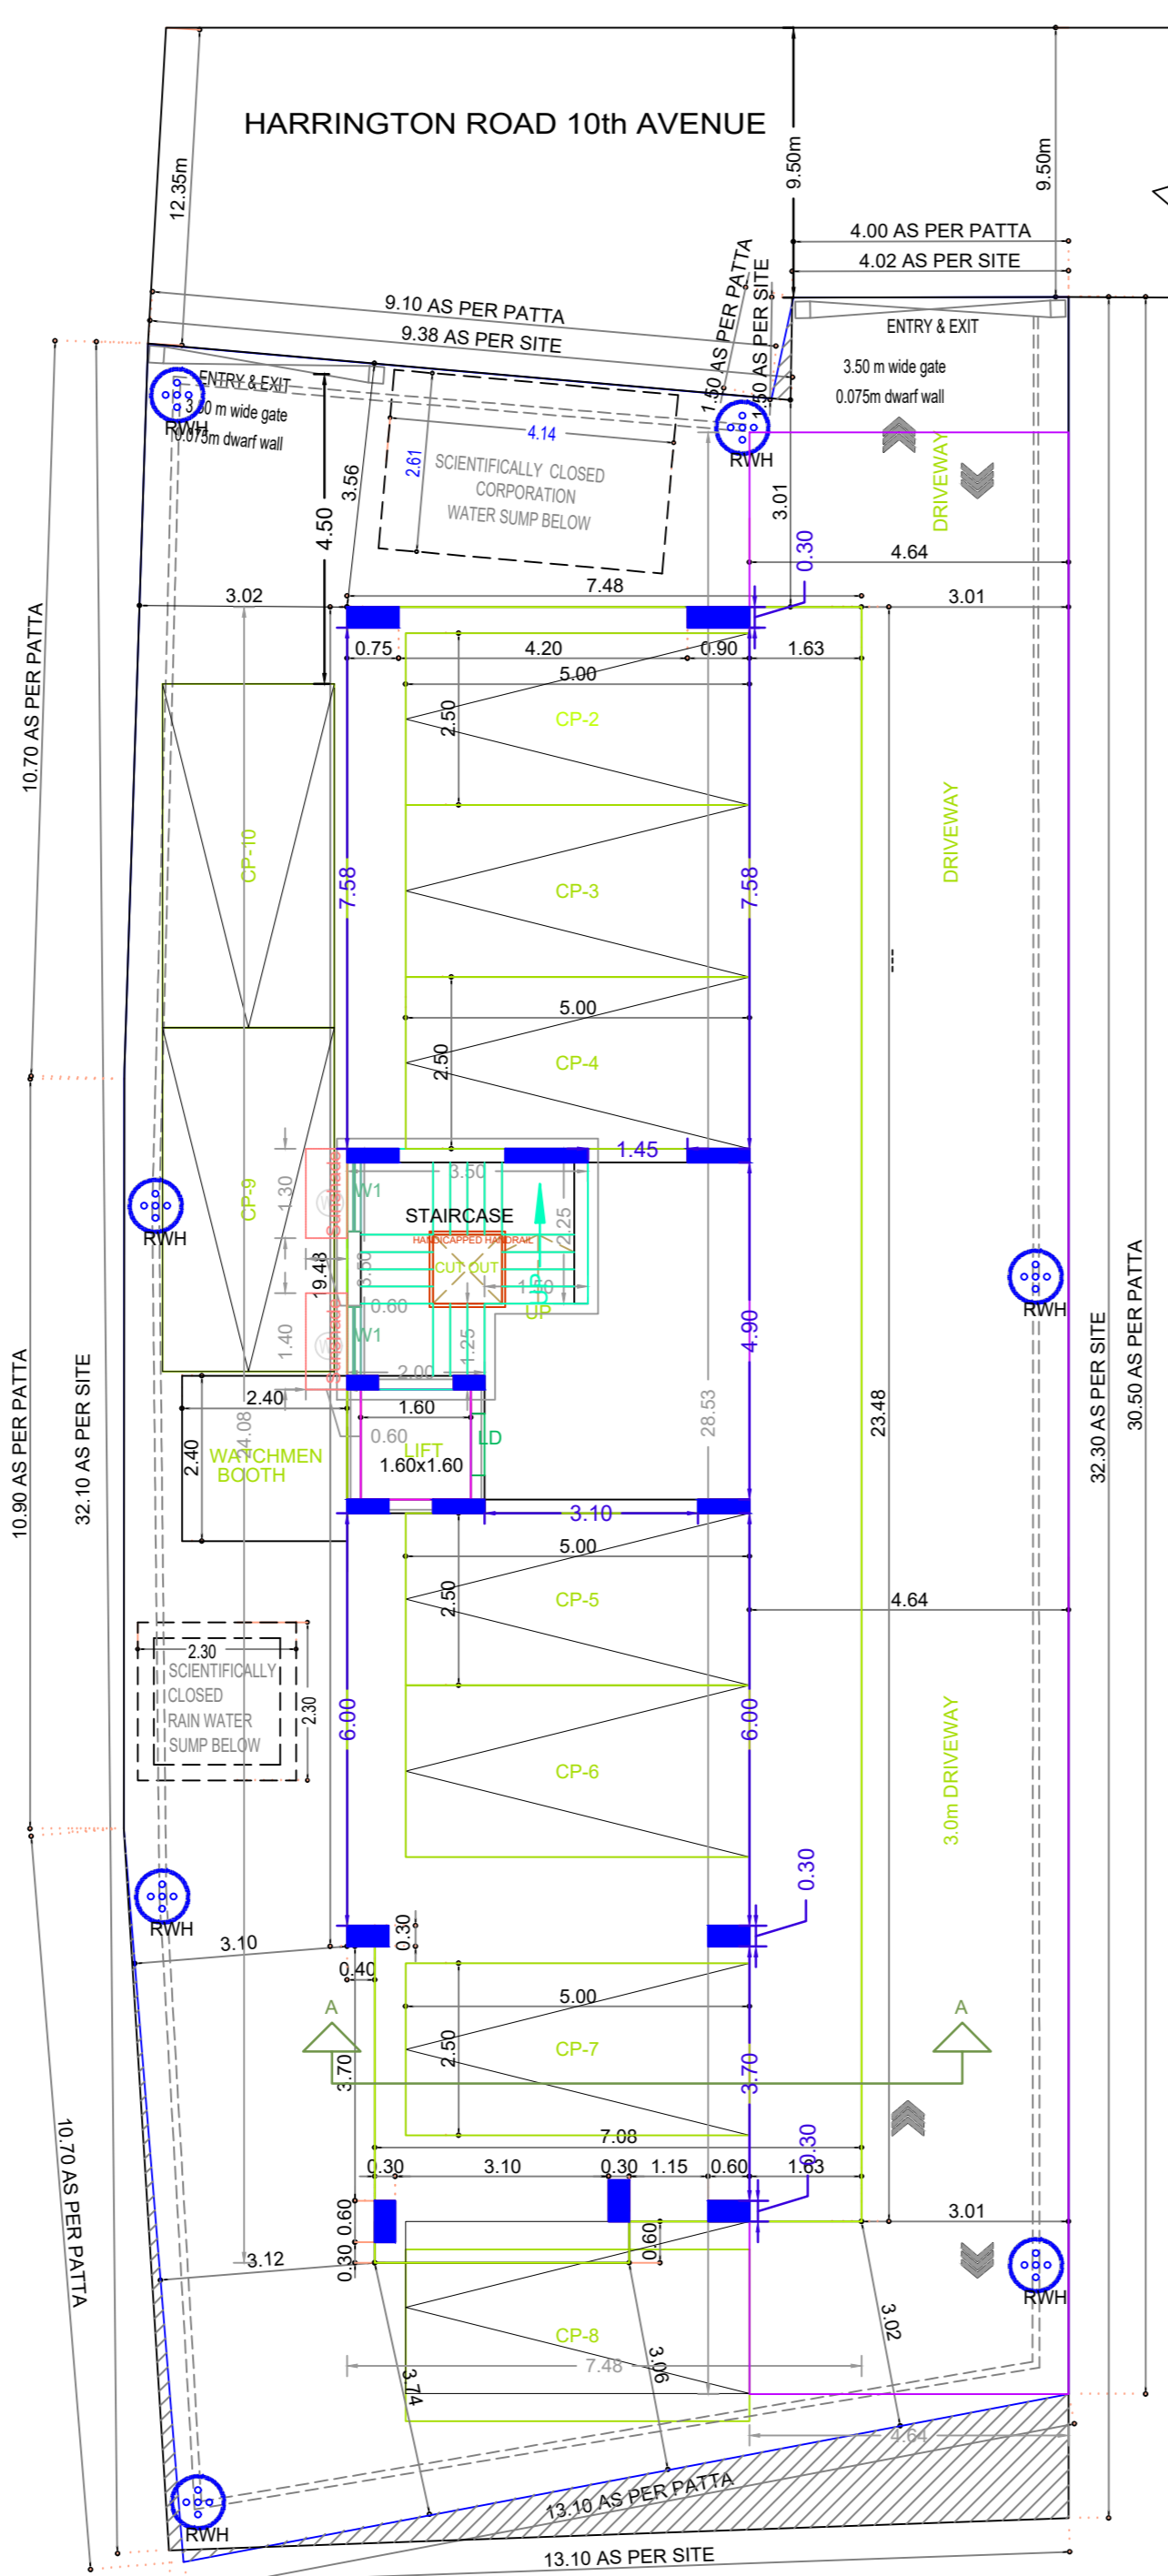 HARRINGTON ROAD 10th AVENUE
12.35m
9.50m
9.50m
4.00 AS PER PATTA
4.02 AS PER SITE
9.10 AS PER PATTA
9.38 AS PER SITE
1.50 AS PER PATTA
1.50 AS PER SITE
ENTRY & EXIT
3.50 m wide gate
0.075m dwarf wall
ENTRY & EXIT
m wide gate
0.075m dwarf wall
RWH
RWH
4.14
2.61
SCIENTIFICALLY CLOSED
CORPORATION
WATER SUMP BELOW
3.56
4.50
3.01
DRIVEWAY
4.64
0.30
7.48
3.02
3.01
0.75
4.20
0.90
1.63
5.00
2.50
CP-2
10.70 AS PER PATTA
CP-10
7.58
CP-3
7.58
DRIVEWAY
5.00
2.50
CP-4
1.45
3.50
1.30
W1
CP-9
STAIRCASE
HANDICAPPED HANDRAIL
CUT OUT
2.25
1.50
UP
UP
19.48
3.50
0.60
W1
1.40
1.25
2.00
4.90
RWH
RWH
2.40
2.40
24.08
WATCHMEN
BOOTH
1.60
0.60
LIFT
1.60x1.60
LD
28.53
23.48
10.90 AS PER PATTA
32.10 AS PER SITE
32.30 AS PER SITE
30.50 AS PER PATTA
3.10
5.00
2.50
CP-5
4.64
2.30
SCIENTIFICALLY
CLOSED
RAIN WATER
SUMP BELOW
2.30
6.00
6.00
CP-6
3.0m DRIVEWAY
0.30
RWH
3.10
0.30
0.40
5.00
2.50
CP-7
A
A
3.70
3.70
10.70 AS PER PATTA
7.08
0.30
3.10
0.30
1.15
0.60
1.63
0.30
0.60
0.30
0.60
3.12
3.01
RWH
CP-8
7.48
3.74
3.06
3.02
4.64
13.10 AS PER PATTA
RWH
13.10 AS PER SITE